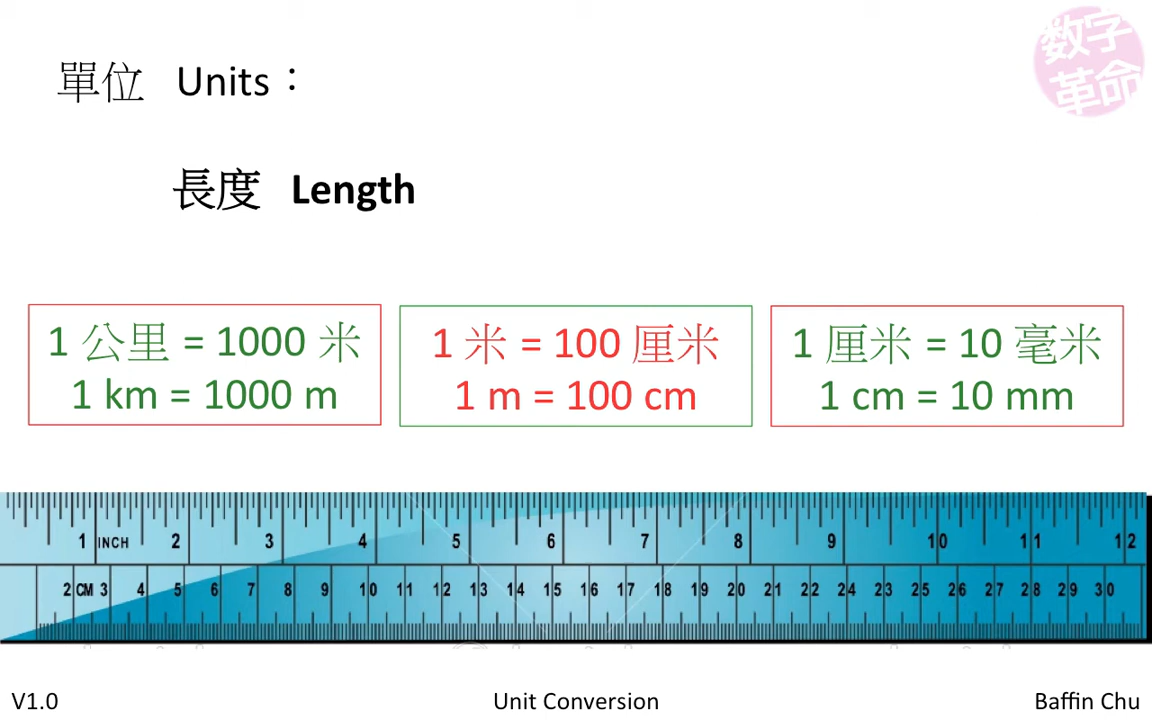 數字
革命
單位 Units：
長度 Length
1 公里 = 1000 米
1 km = 1000 m
1 米 = 100 厘米
1 m = 100 cm
1 厘米 = 10 毫米
1 cm = 10 mm
1 INCH 2 3 4 5 6 7 8 9 10 11 12
2 CM 3 4 5 6 7 8 9 10 11 12 13 14 15 16 17 18 19 20 21 22 24 23 25 26 27 28 29 30
V1.0 Unit Conversion Baffin Chu